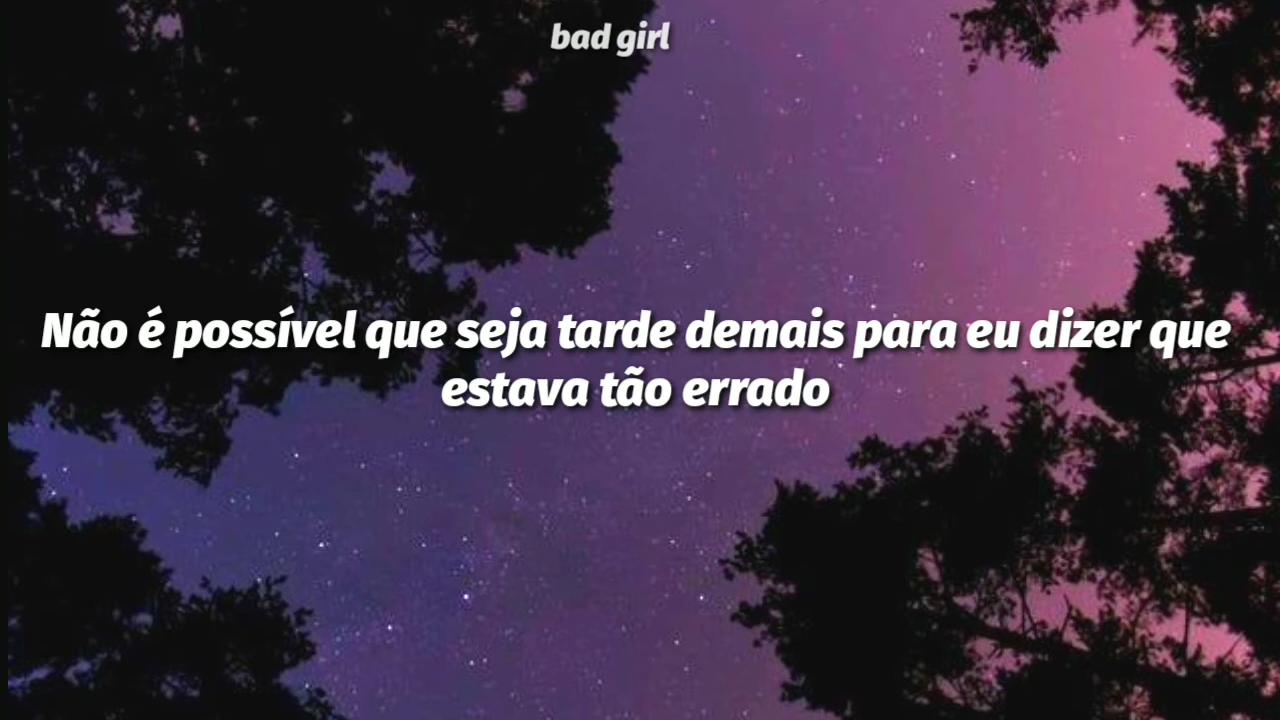 bad girl
Não é possível que seja tarde demais para eu dizer que
estava tão errado